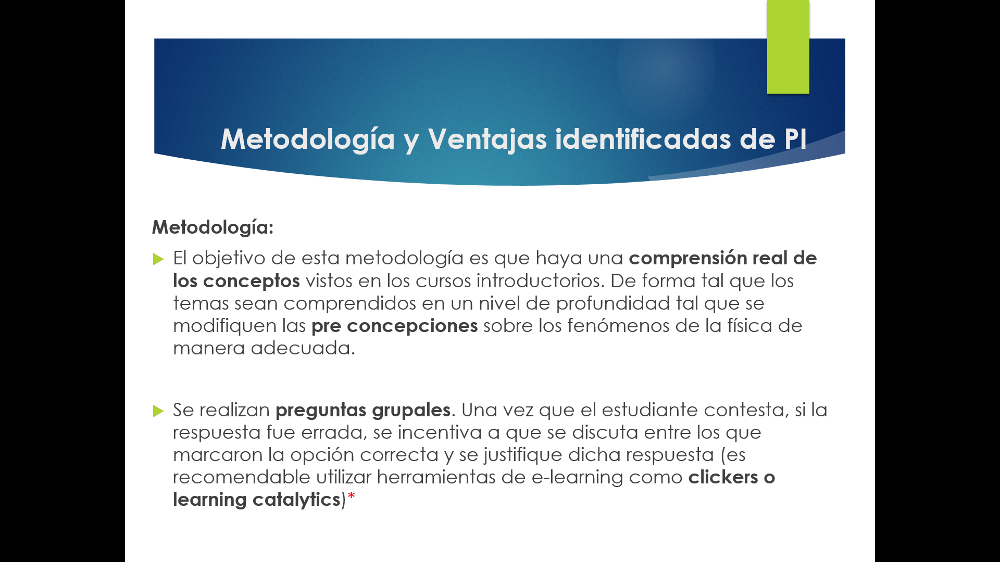 Metodología y Ventajas identificadas de PI
Metodología:
El objetivo de esta metodología es que haya una comprensión real de
los conceptos vistos en los cursos introductorios. De forma tal que los
temas sean comprendidos en un nivel de profundidad tal que se
modifiquen las pre concepciones sobre los fenómenos de la física de
manera adecuada.
Se realizan preguntas grupales. Una vez que el estudiante contesta, si la
respuesta fue errada, se incentiva a que se discuta entre los que
marcaron la opción correcta y se justifique dicha respuesta (es
recomendable utilizar herramientas de e-learning como clickers o
learning catalytics)*